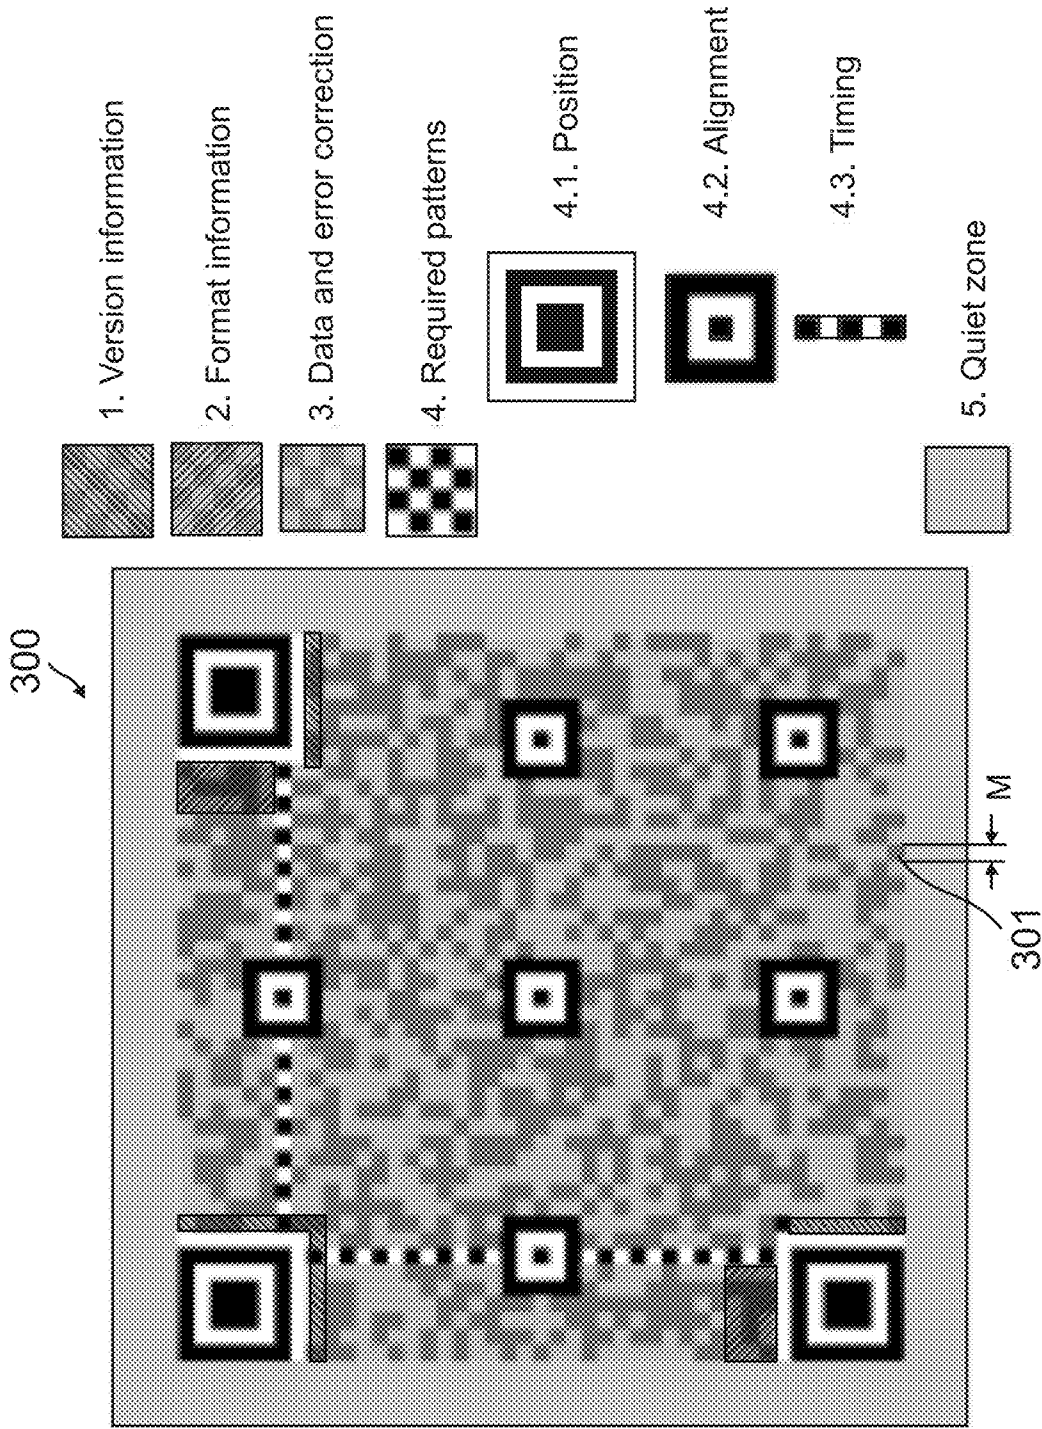 300
1. Version information
2. Format information
3. Data and error correction
4. Required patterns
4.1. Position
4.2. Alignment
4.3. Timing
5. Quiet zone
301
M